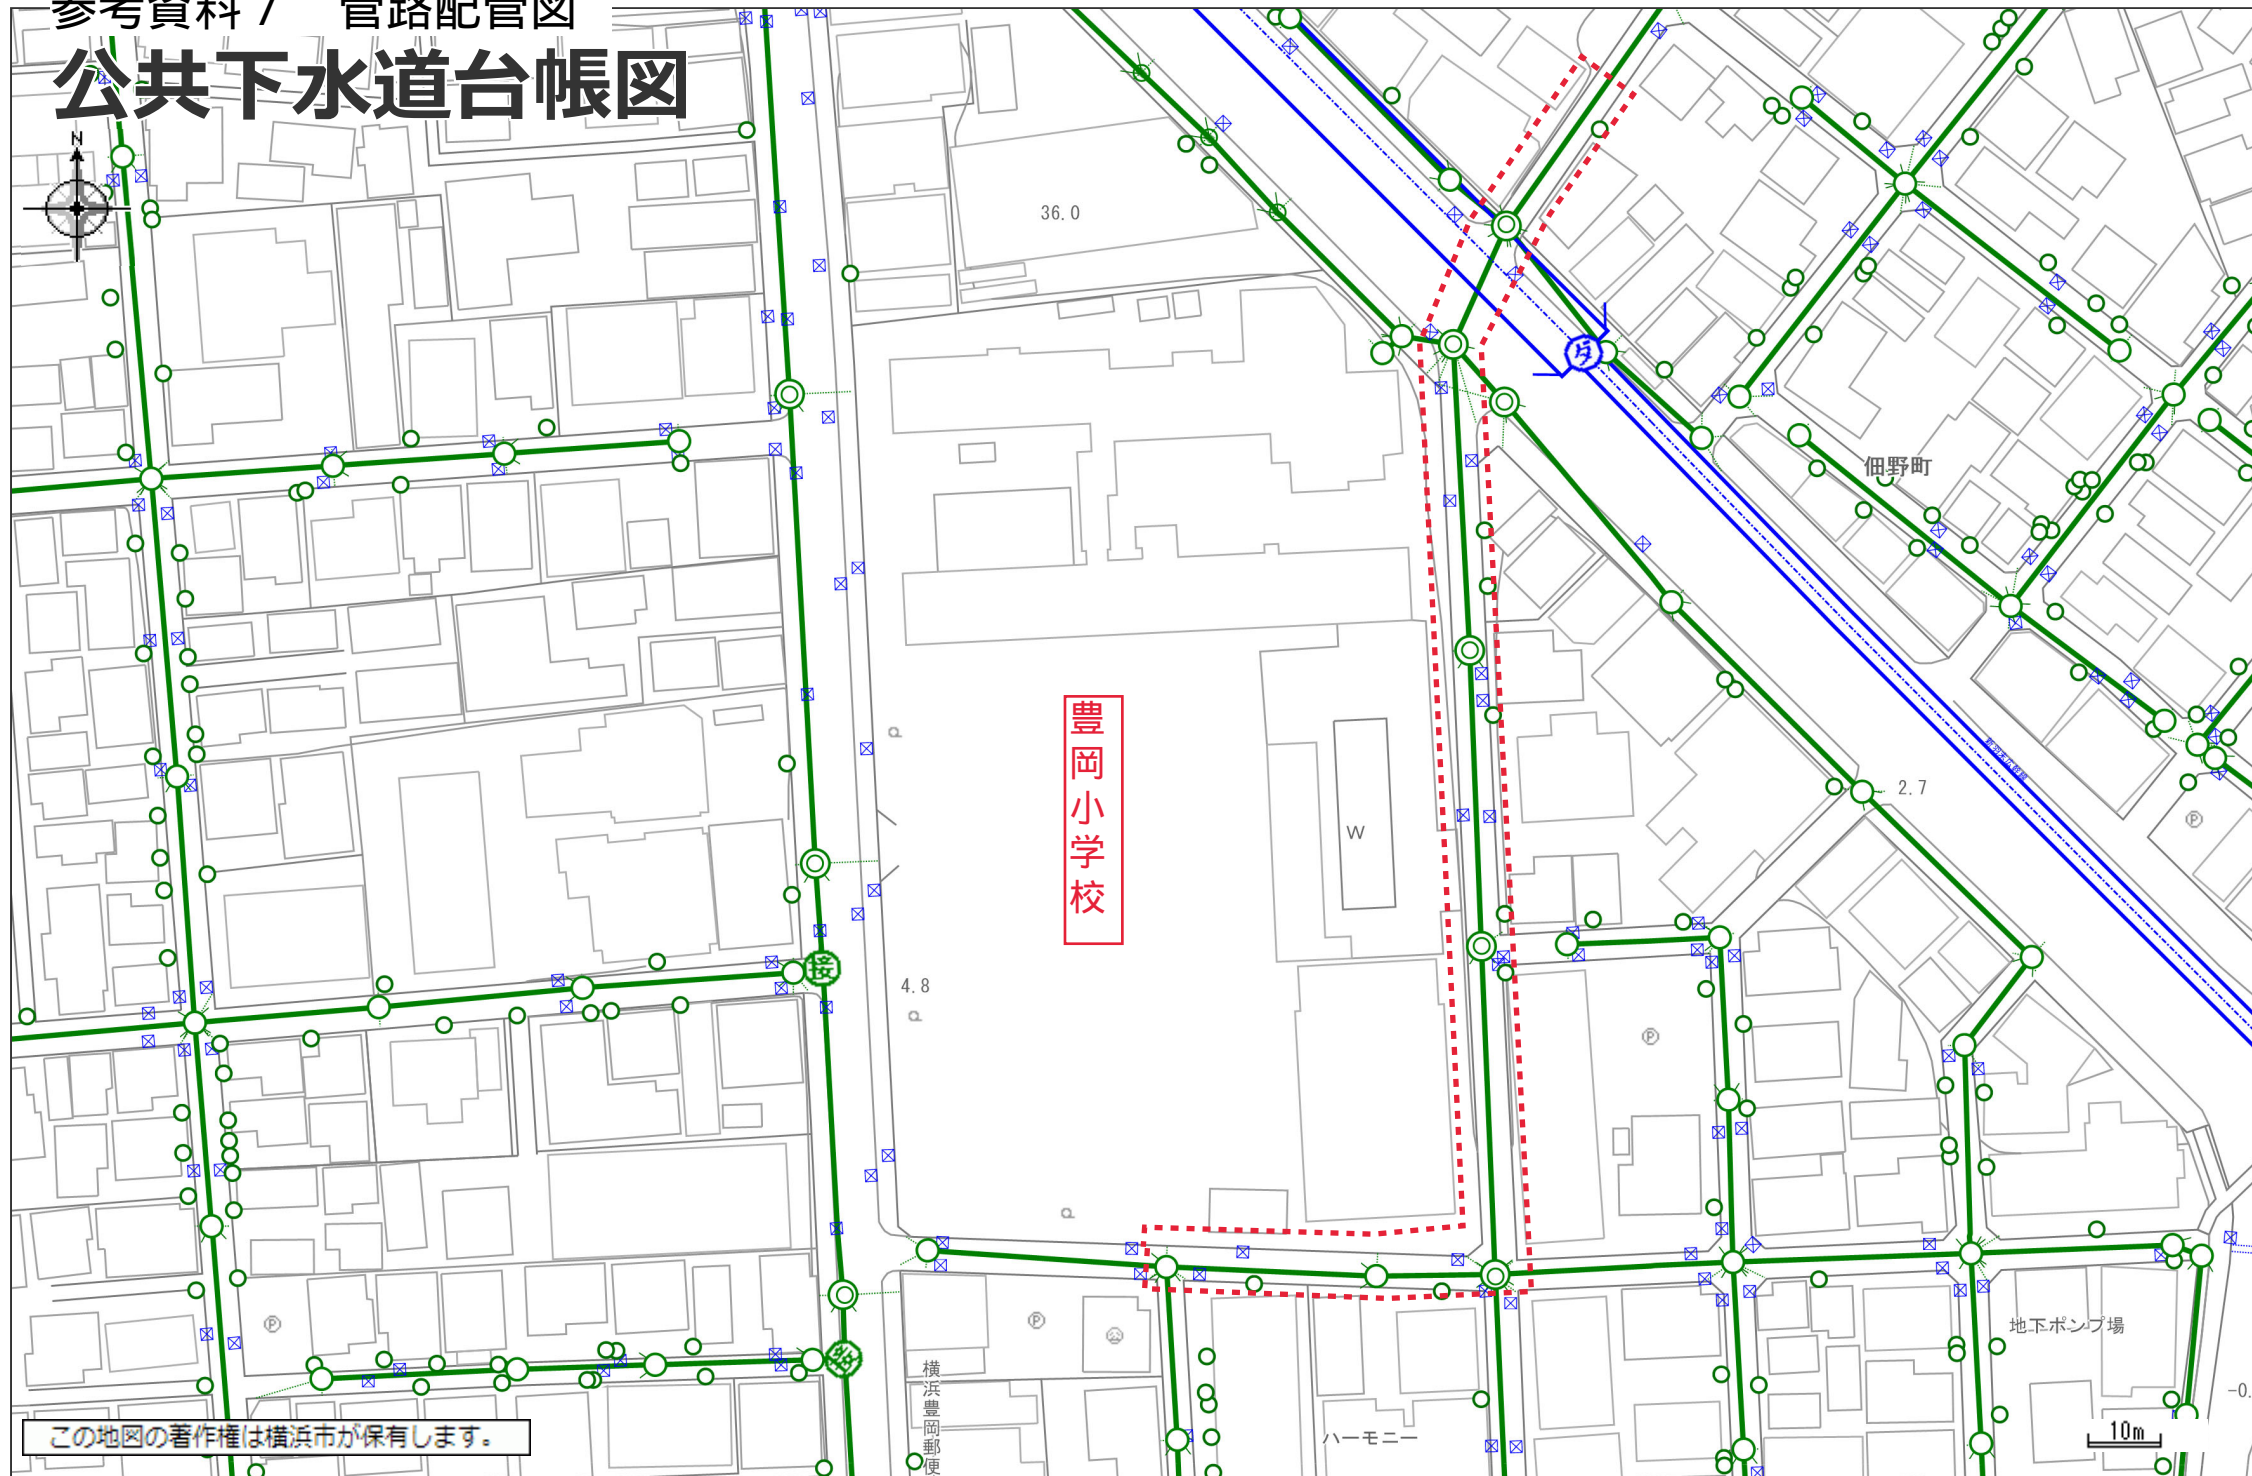 参考資料7 管路配管図
公共下水道台帳図
N
36.0
佃野町
豊岡小学校
W
2.7
4.8
接
P
P
P
P
地下ポンプ場
横浜豊岡郵便
ハーモニー
-0.
10m
この地図の著作権は横浜市が保有します。